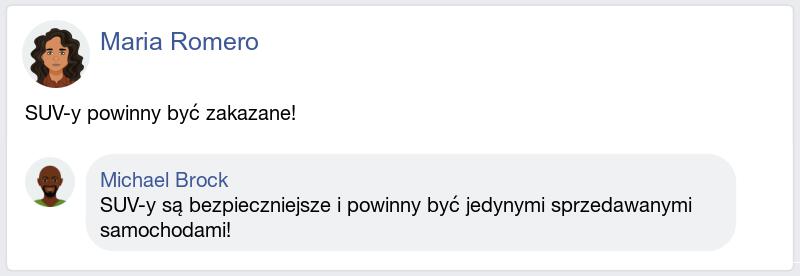 Maria Romero
SUV-y powinny być zakazane!
Michael Brock
SUV-y są bezpieczniejsze i powinny być jedynymi sprzedawanymi
samochodami!